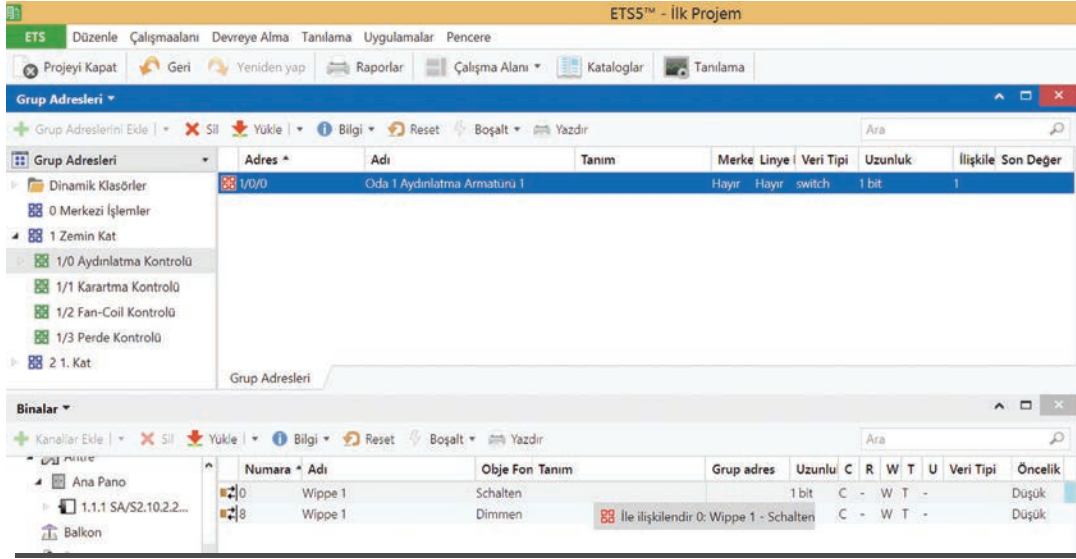 ETS5™ - İlk Projem
ETS Düzenle Çalışmaalanı Devreye Alma Tanılama Uygulamalar Pencere
Projeyi Kapat Geri Yeniden yap Raporlar Çalışma Alanı Kataloglar Tanılama
Grup Adresleri
Grup Adreslerini Ekle Sil Yükle Bilgi Reset Boşalt Yazdır Ara
Grup Adresleri Adres Adı Tanım Merke Linye Veri Tipi Uzunluk İlişkile Son Değer
Dinamik Klasörler 1/0/0 Oda 1 Aydınlatma Armatürü 1 Hayır Hayır switch 1 bit 1
0 Merkezi İşlemler
1 Zemin Kat
1/0 Aydınlatma Kontrolü
1/1 Karartma Kontrolü
1/2 Fan-Coil Kontrolü
1/3 Perde Kontrolü
2 1. Kat
Grup Adresleri
Binalar
Kanallar Ekle Sil Yükle Bilgi Reset Boşalt Yazdır Ara
Antre
Numara Adı Obje Fon Tanım Grup adres Uzunlu C R W T U Veri Tipi Öncelik
Ana Pano 0 Wippe 1 Schalten 1 bit C - W T - Düşük
1.1.1 SA/S2.10.2.2... 8 Wippe 1 Dimmen İle ilişkilendir 0: Wippe 1 - Schalten C - W T - Düşük
Balkon